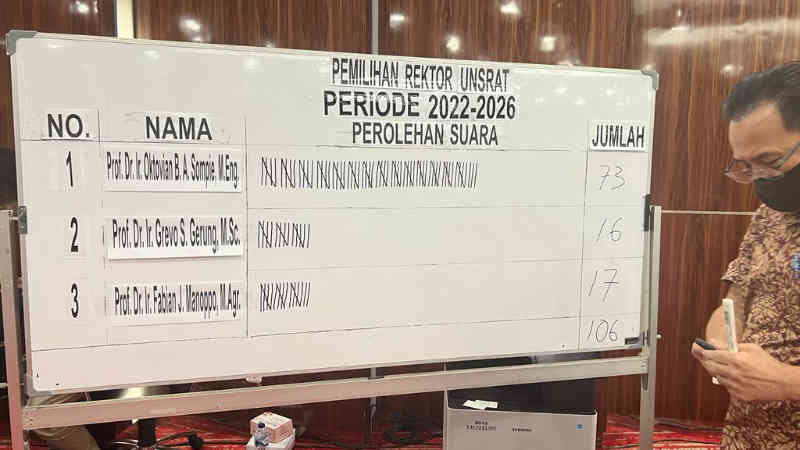 PEMILIHAN REKTOR UNSRAT
PERIODE 2022-2026
NO. NAMA PEROLEHAN SUARA JUMLAH
1 Prof. Dr. Ir. Oktovian B. A. Sompie, M.Eng. 73
2 Prof. Dr. Ir. Grevo S. Gerung, M.Sc. 16
3 Prof. Dr. Ir. Fabian J. Manoppo, M.Agr. 17
106